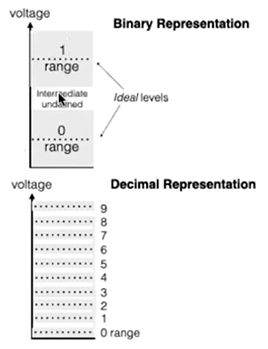 voltage
Binary Representation
1
range
Intermediate
undefined
Ideal levels
0
range
voltage
Decimal Representation
9
8
7
6
5
4
3
2
1
0 range